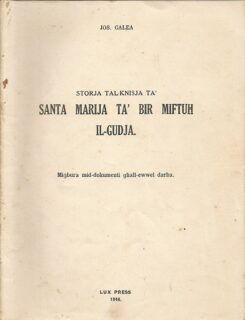 JOS. GALEA
STORJA TAL-KNISJA TA'
SANTA MARIJA TA' BIR MIFTUH
IL-GUDJA.
Miġbura mid-dokumenti għall-ewwel darba.
LUX PRESS
1946.